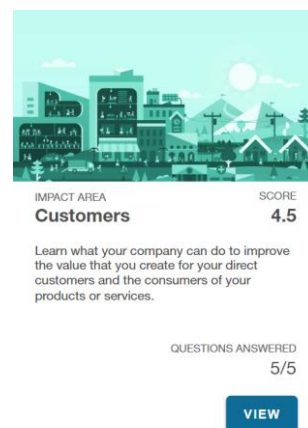 IMPACT AREA SCORE
Customers 4.5
Learn what your company can do to improve
the value that you create for your direct
customers and the consumers of your
products or services.
QUESTIONS ANSWERED
5/5
VIEW